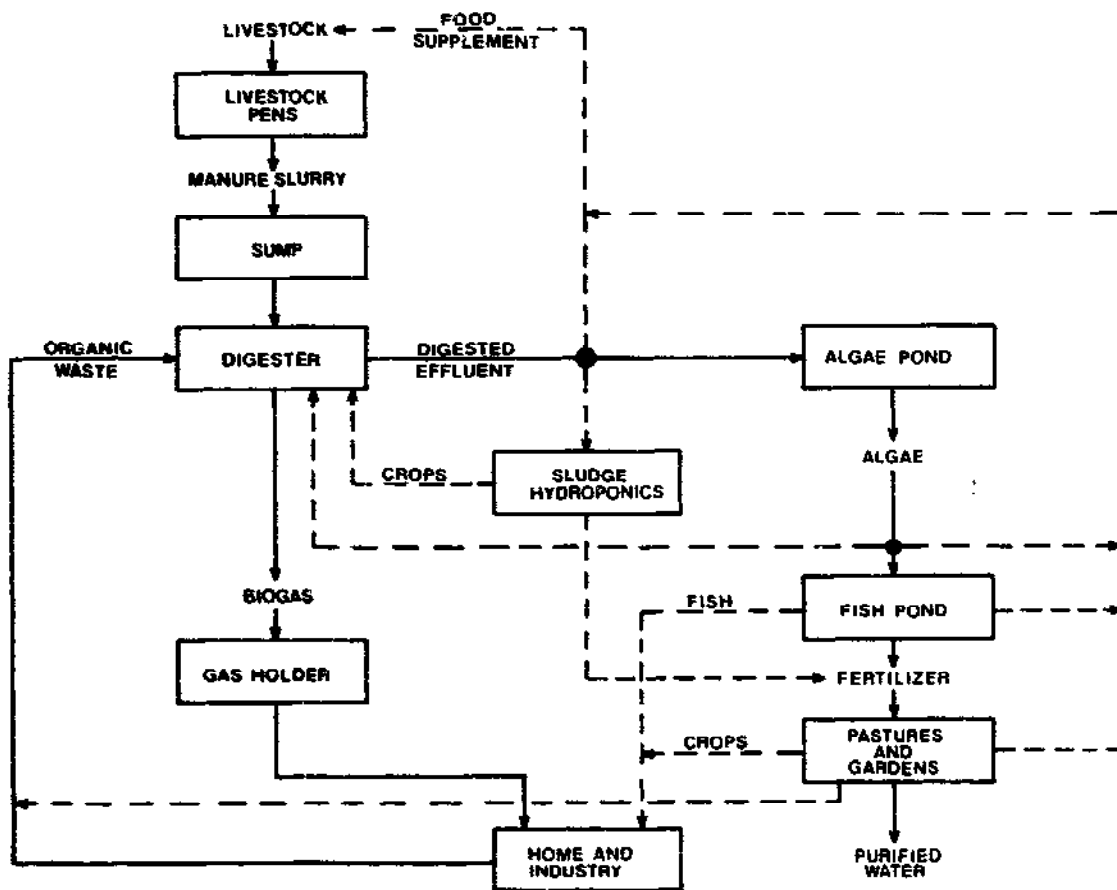 LIVESTOCK
FOOD
SUPPLEMENT
LIVESTOCK
PENS
MANURE SLURRY
SUMP
ORGANIC
WASTE
DIGESTER
DIGESTED
EFFLUENT
ALGAE POND
ALGAE
CROPS
SLUDGE
HYDROPONICS
BIOGAS
FISH
FISH POND
GAS HOLDER
FERTILIZER
CROPS
PASTURES
AND
GARDENS
HOME AND
INDUSTRY
PURIFIED
WATER